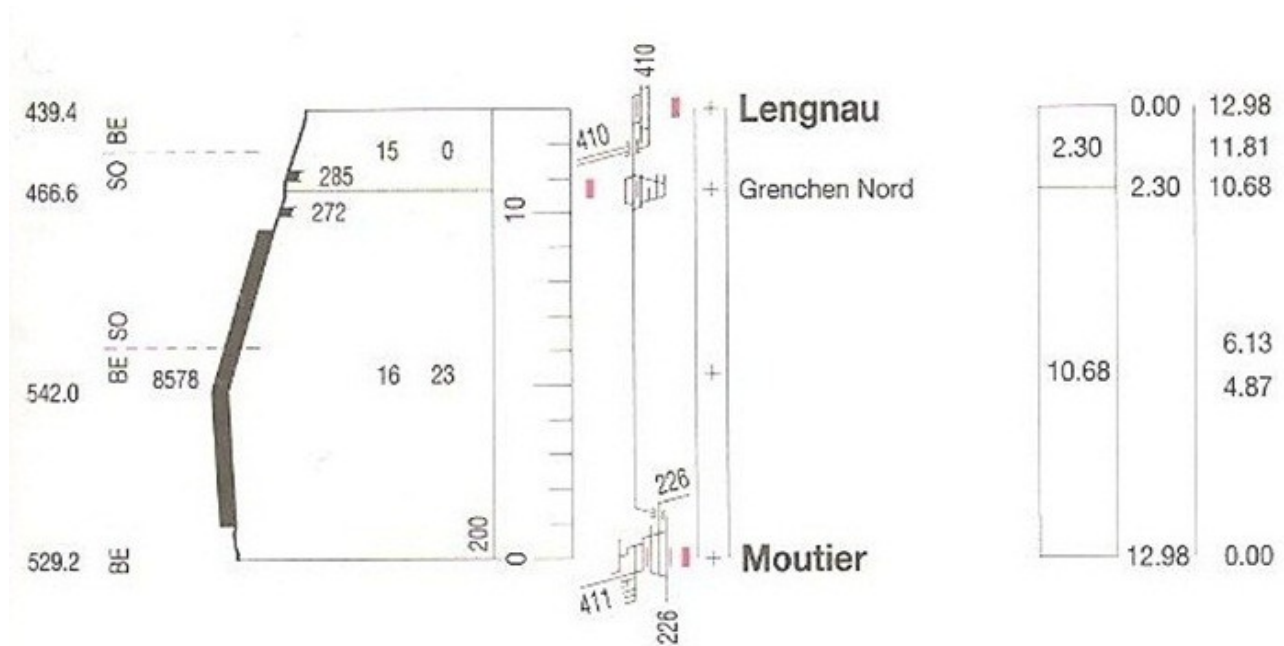 410
439.4 BE Lengnau 0.00 12.98
410
15 0 2.30 11.81
SO
285
466.6 Grenchen Nord 2.30 10.68
272 10
SO
6.13
BE
8578 16 23 10.68
542.0 4.87
226
200
529.2 BE 0 Moutier 12.98 0.00
411
226